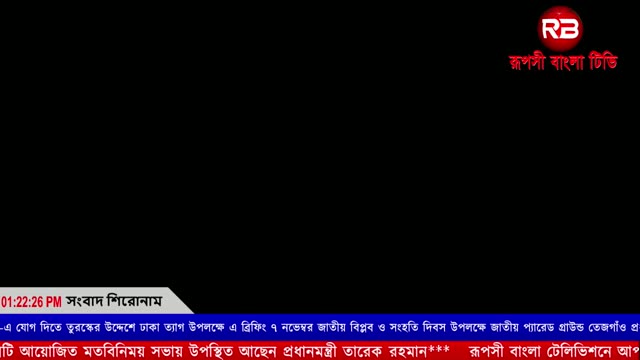 RB
রূপসী বাংলা টিভি
01:22:26 PM সংবাদ শিরোনাম
-এ যোগ দিতে তুরস্কের উদ্দেশে ঢাকা ত্যাগ উপলক্ষে এ ব্রিফিং ৭ নভেম্বর জাতীয় বিপ্লব ও সংহতি দিবস উপলক্ষে জাতীয় প্যারেড গ্রাউন্ড তেজগাঁও প্র
টি আয়োজিত মতবিনিময় সভায় উপস্থিত আছেন প্রধানমন্ত্রী তারেক রহমান*** রূপসী বাংলা টেলিভিশনে আপ